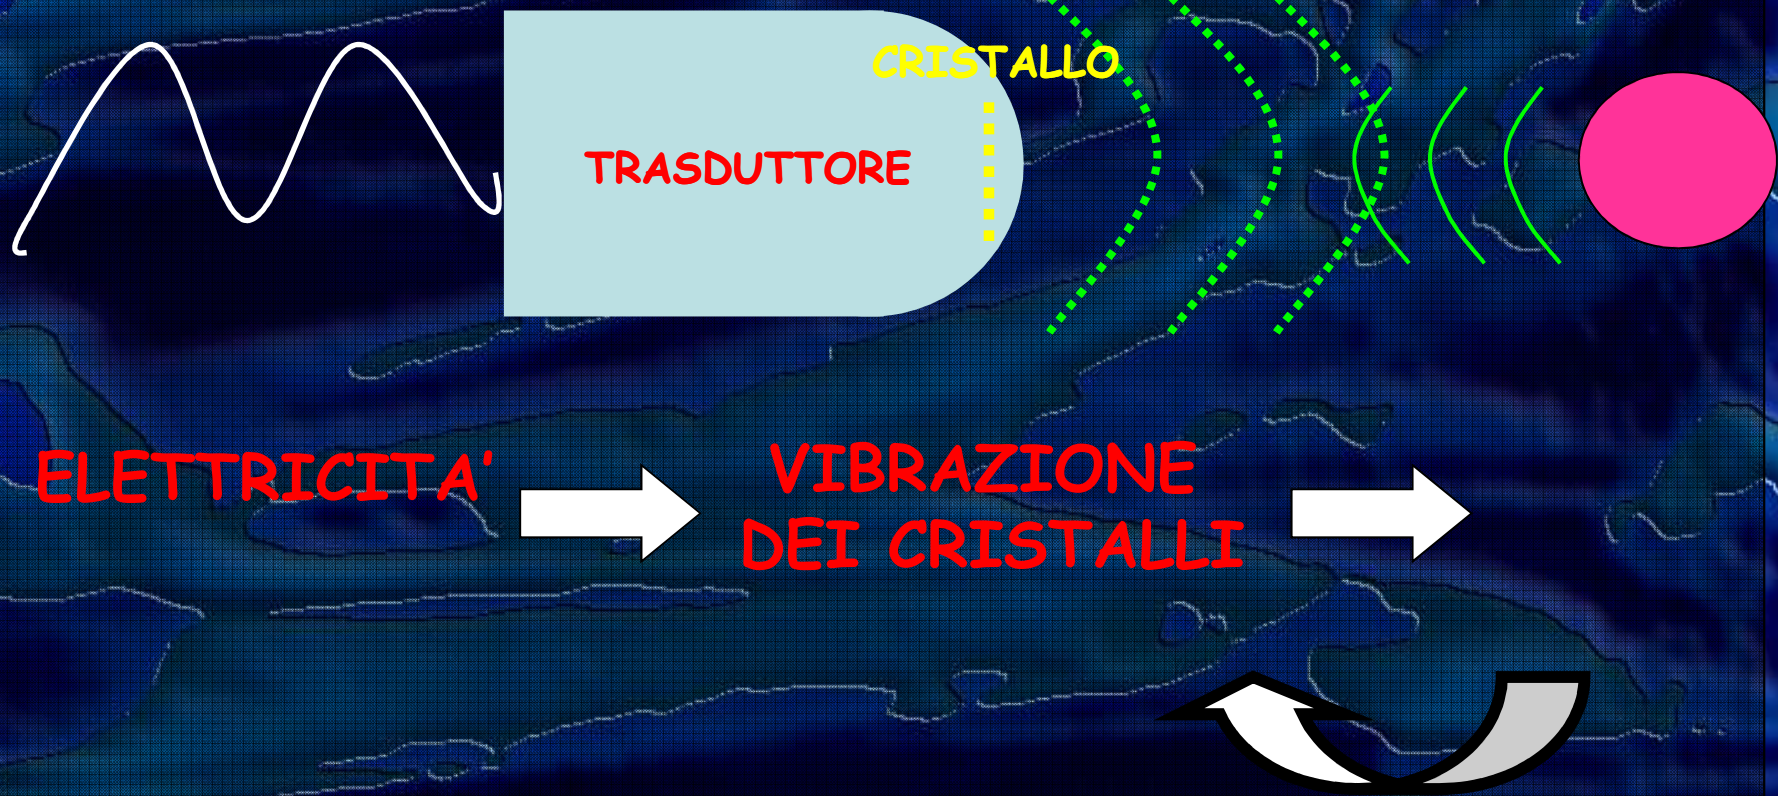 CRISTALLO
TRASDUTTORE
ELETTRICITA’
VIBRAZIONE
DEI CRISTALLI